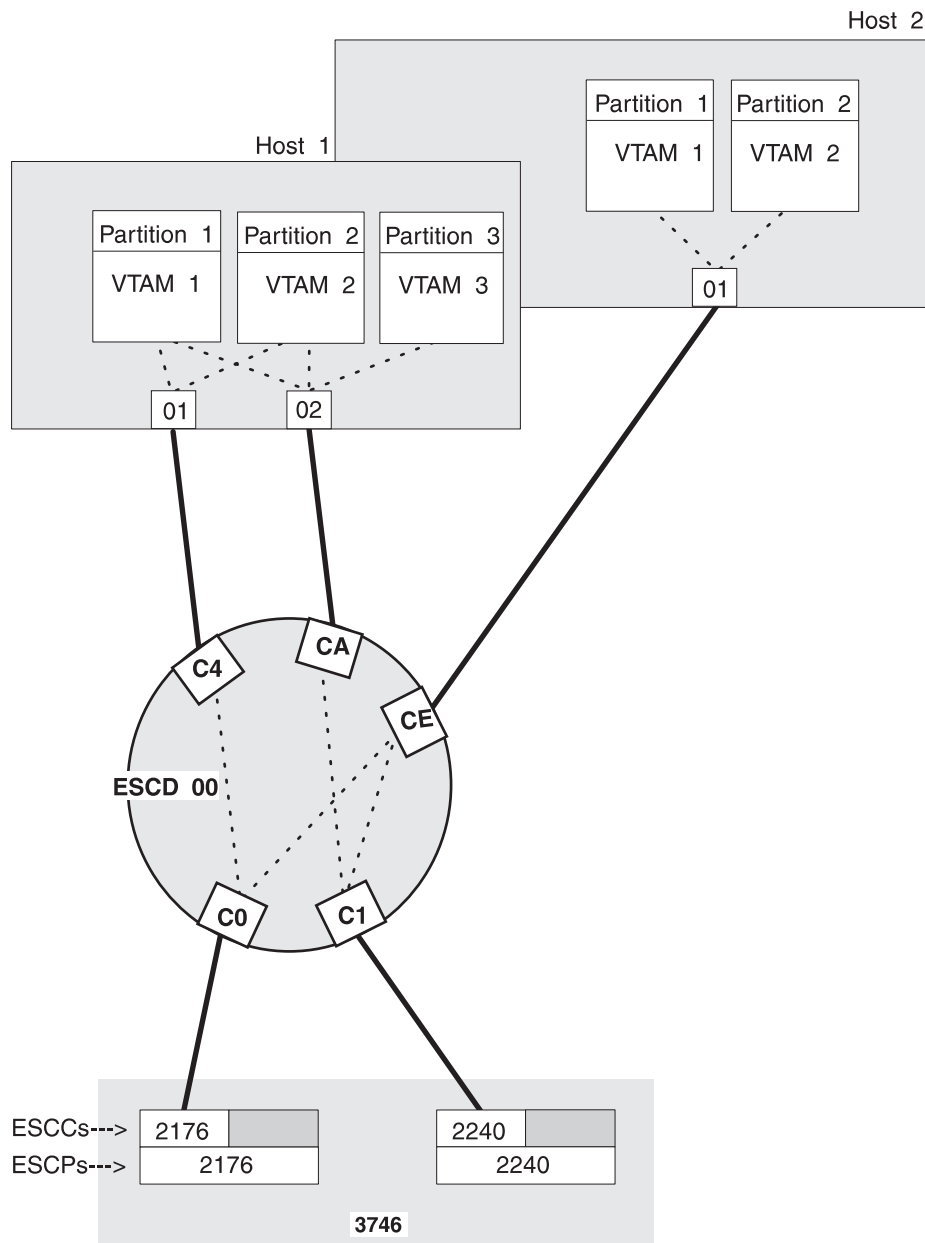 Host 2
Partition 1
VTAM 1
Partition 2
VTAM 2
01
Host 1
Partition 1
VTAM 1
Partition 2
VTAM 2
Partition 3
VTAM 3
01
02
C4
CA
CE
ESCD 00
C0
C1
ESCCs--->
2176
2240
ESCPs--->
2176
2240
3746